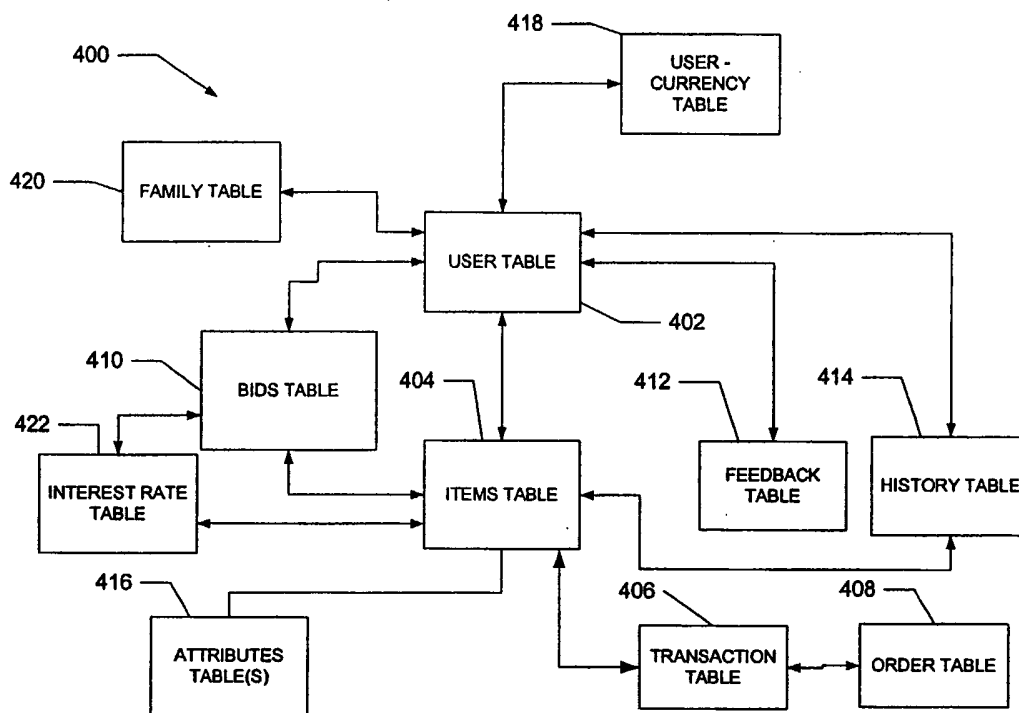 418
400
USER -
CURRENCY
TABLE
420
FAMILY TABLE
USER TABLE
402
410
BIDS TABLE
404
412
414
422
INTEREST RATE
TABLE
ITEMS TABLE
FEEDBACK
TABLE
HISTORY TABLE
416
ATTRIBUTES
TABLE(S)
406
408
TRANSACTION
TABLE
ORDER TABLE